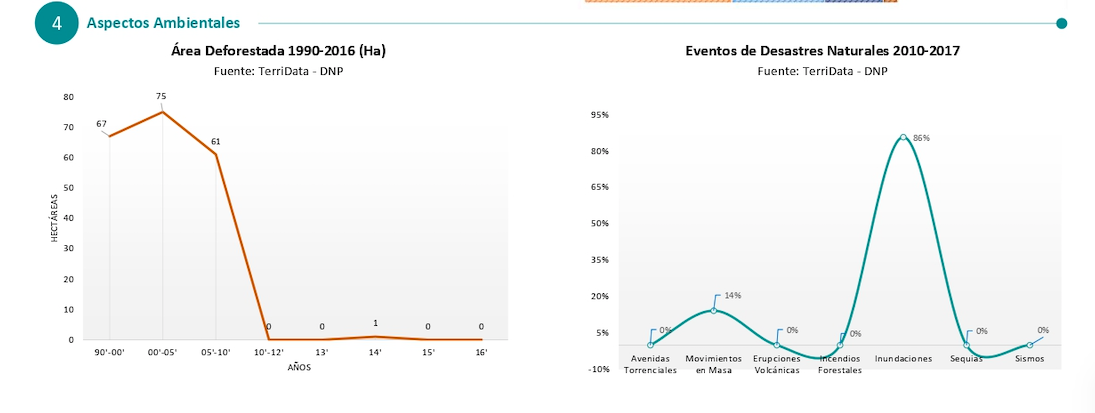 4
Aspectos Ambientales
Área Deforestada 1990-2016 (Ha)
Fuente: TerriData - DNP
80
70
60
50
40
30
20
10
0
HECTÁREAS
67
75
61
0
0
1
0
0
90'-00'
00'-05'
05'-10'
10'-12'
13'
14'
15'
16'
AÑOS
Eventos de Desastres Naturales 2010-2017
Fuente: TerriData - DNP
95%
80%
65%
50%
35%
20%
5%
-10%
0%
14%
0%
0%
86%
0%
0%
Avenidas
Torrenciales
Movimientos
en Masa
Erupciones
Volcánicas
Incendios
Forestales
Inundaciones
Sequías
Sismos